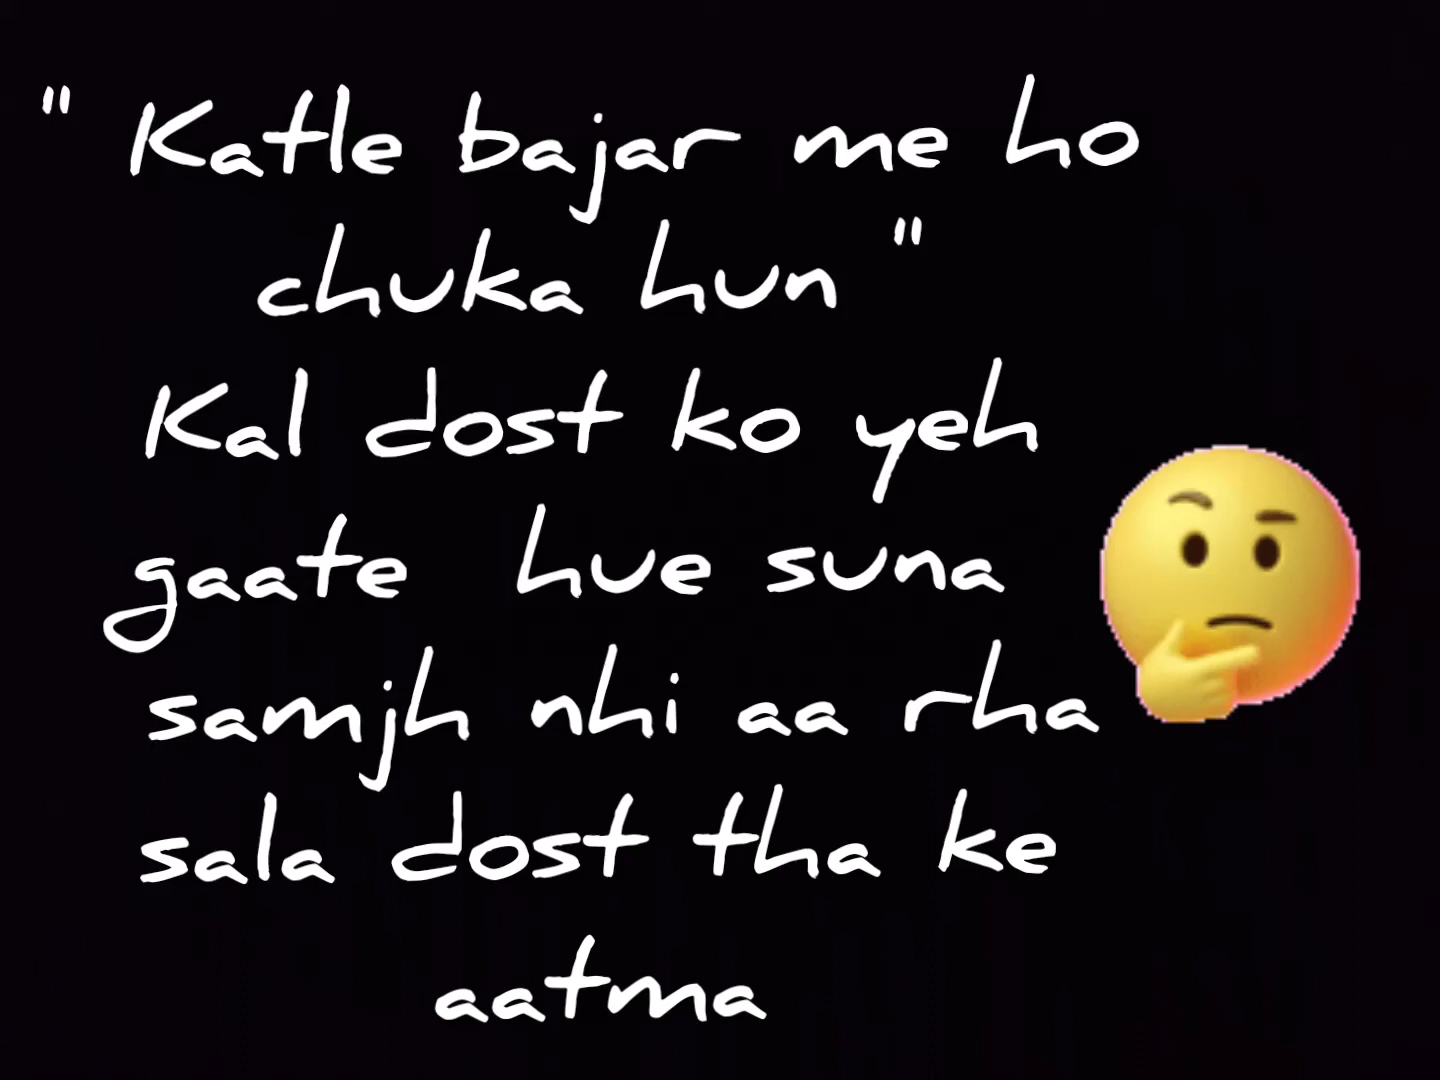 " Katle bajar me ho
chuka hun "
Kal dost ko yeh
gaate hue suna
samjh nhi aa rha
sala dost tha ke
aatma